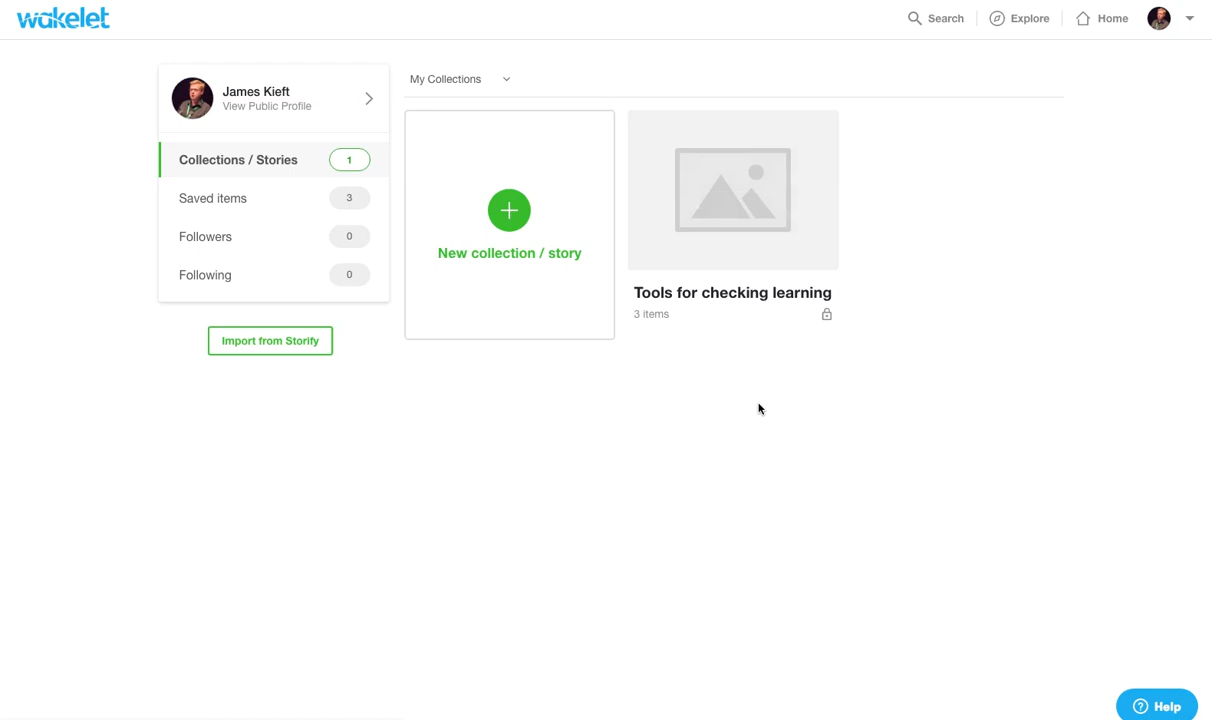 wakelet
Search
Explore
Home
James Kieft
View Public Profile
Collections / Stories 1
Saved items 3
Followers 0
Following 0
Import from Storify
My Collections
New collection / story
Tools for checking learning
3 items
Help